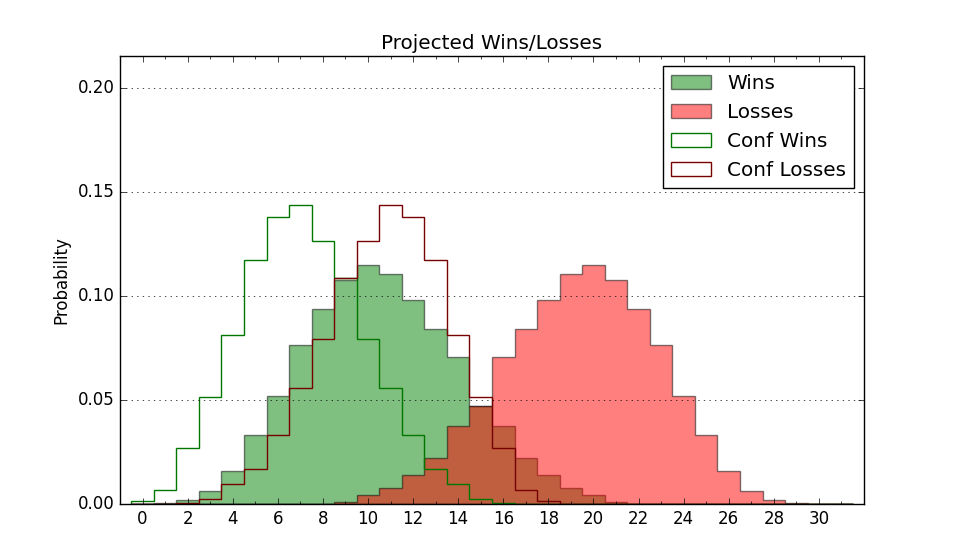 Projected Wins/Losses
0.20
0.15
0.10
0.05
0.00
Probability
Wins
Losses
Conf Wins
Conf Losses
0 2 4 6 8 10 12 14 16 18 20 22 24 26 28 30